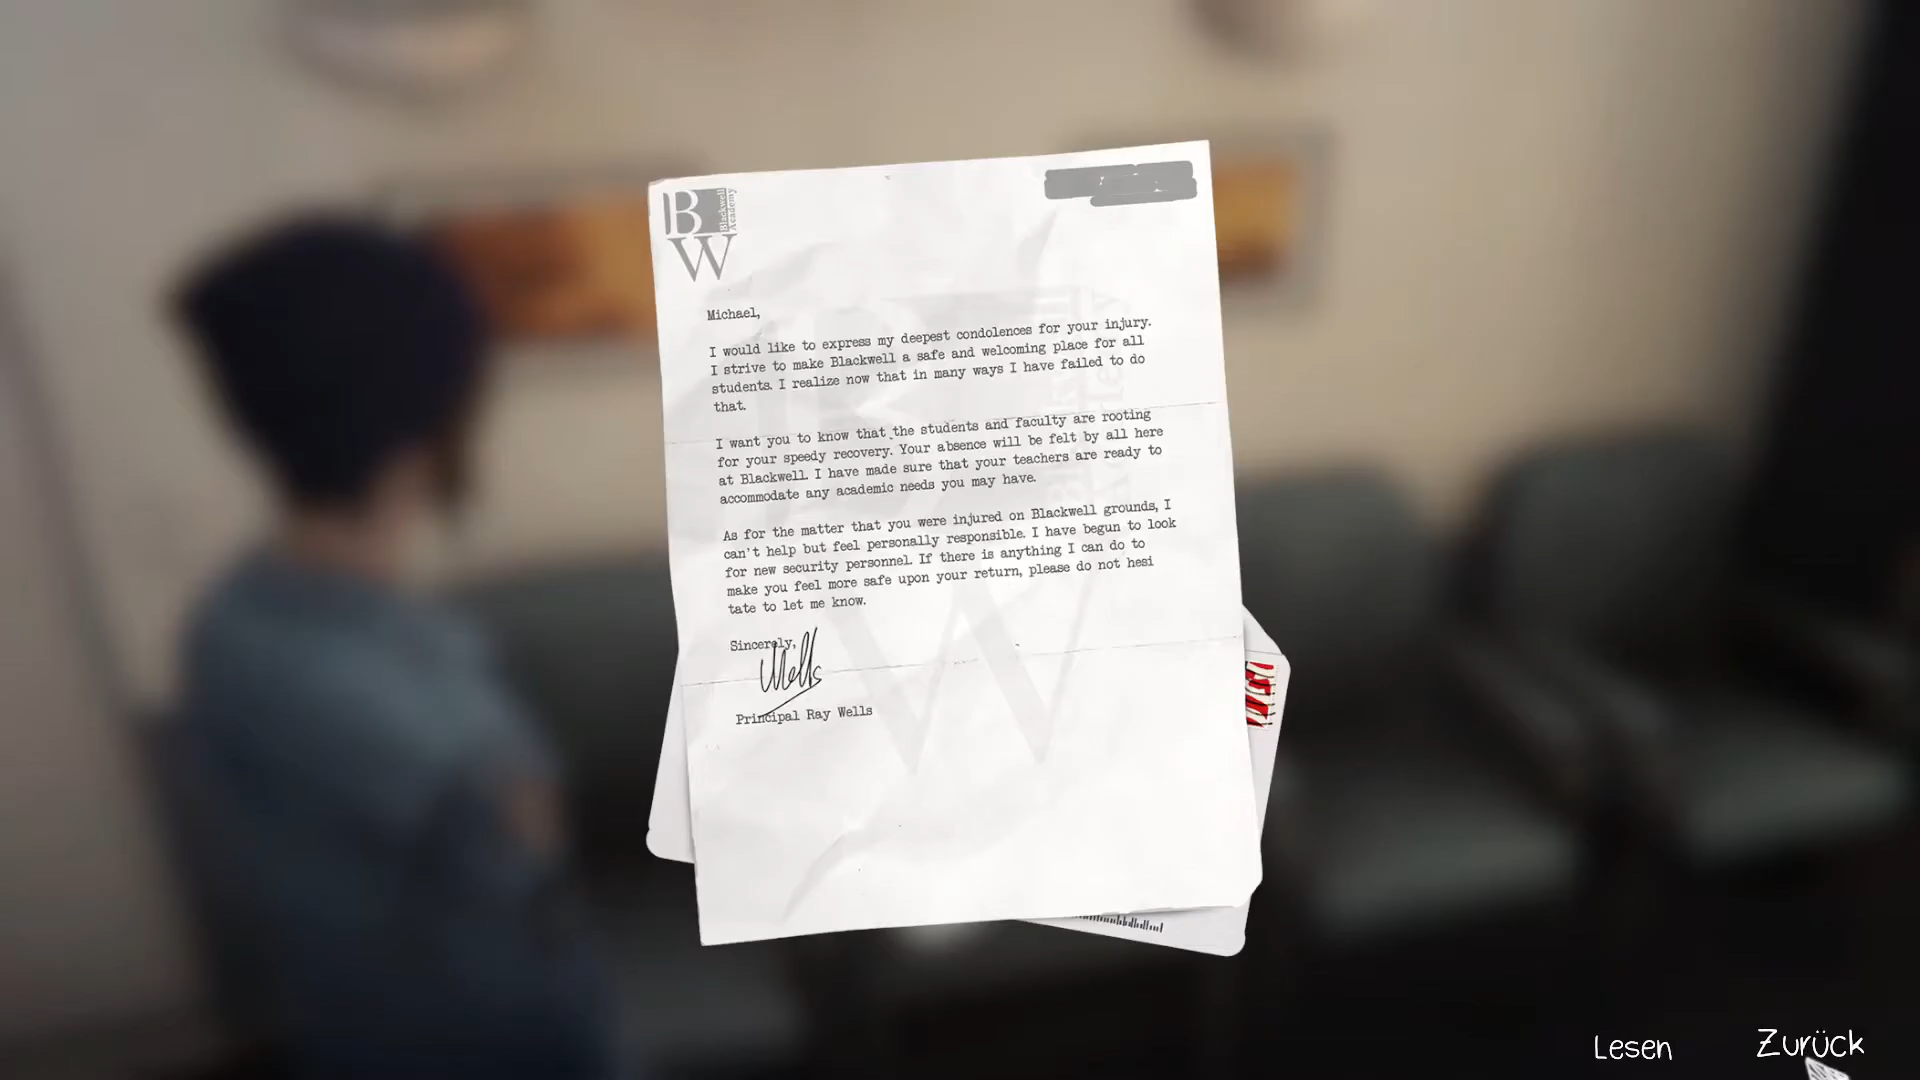 B
W
Blackwell
Academy
Michael,
I would like to express my deepest condolences for your injury.
I strive to make Blackwell a safe and welcoming place for all
students. I realize now that in many ways I have failed to do
that.
I want you to know that the students and faculty are rooting
for your speedy recovery. Your absence will be felt by all here
at Blackwell. I have made sure that your teachers are ready to
accommodate any academic needs you may have.
As for the matter that you were injured on Blackwell grounds, I
can't help but feel personally responsible. I have begun to look
for new security personnel. If there is anything I can do to
make you feel more safe upon your return, please do not hesi
tate to let me know.
Sincerely,
Wells
Principal Ray Wells
Lesen
Zurück